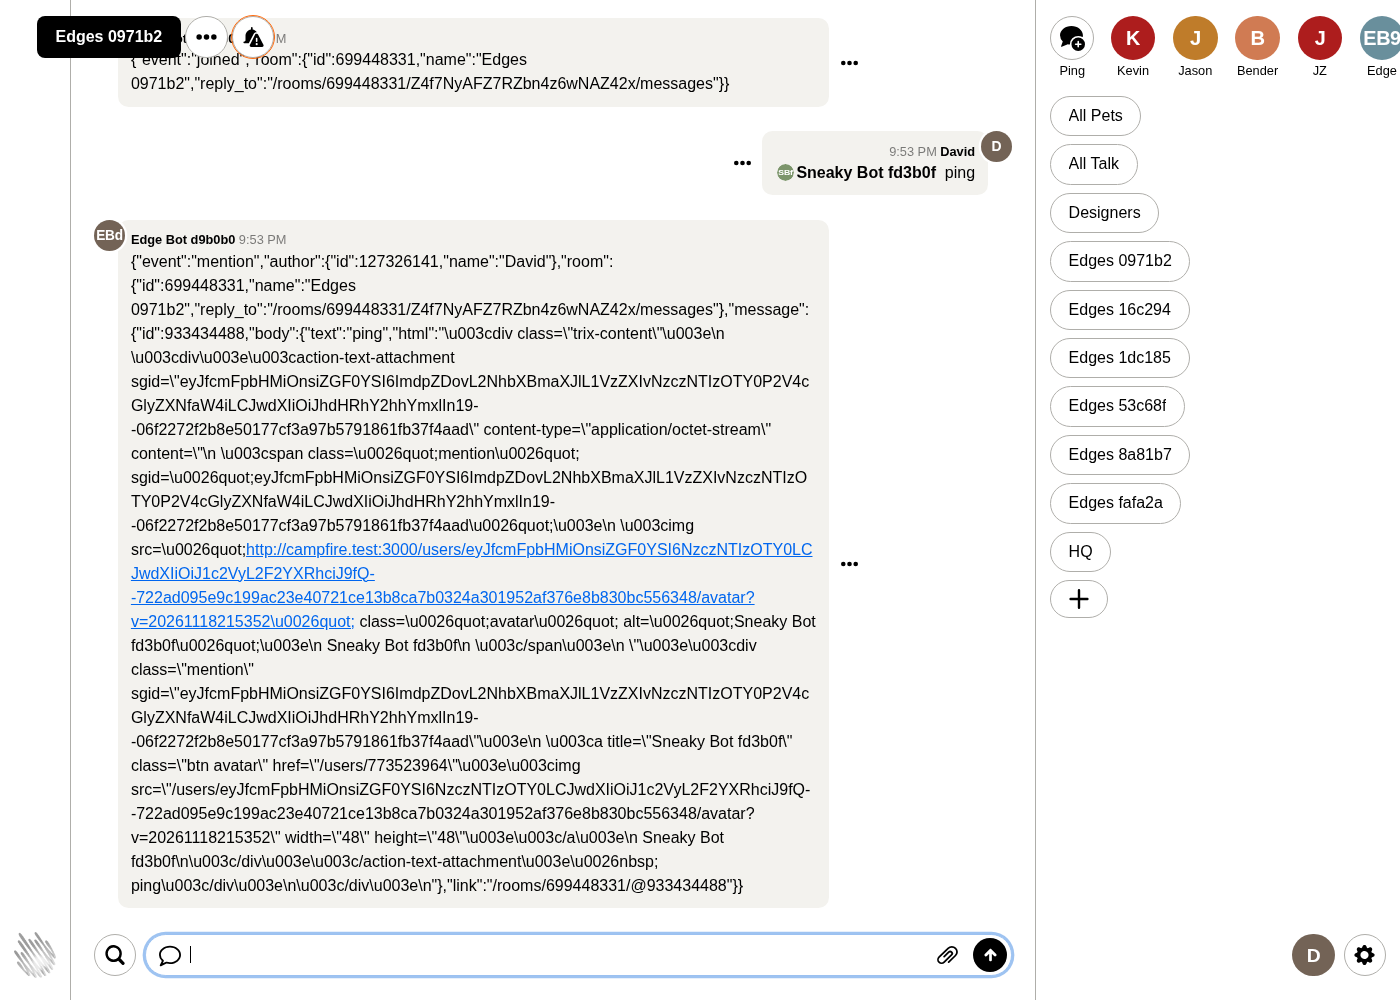 Edges 0971b2
M
{"event":"joined","room":{"id":699448331,"name":"Edges
0971b2","reply_to":"/rooms/699448331/Z4f7NyAFZ7RZbn4z6wNAZ42x/messages"}}
9:53 PM David
D
SBf Sneaky Bot fd3b0f ping
EBd
Edge Bot d9b0b0 9:53 PM
{"event":"mention","author":{"id":127326141,"name":"David"},"room":
{"id":699448331,"name":"Edges
0971b2","reply_to":"/rooms/699448331/Z4f7NyAFZ7RZbn4z6wNAZ42x/messages"},"message":
{"id":933434488,"body":{"text":"ping","html":"\u003cdiv class=\"trix-content\"\u003e\n
\u003cdiv\u003e\u003caction-text-attachment
sgid=\"eyJfcmFpbHMiOnsiZGF0YSI6ImdpZDovL2NhbXBmaXJlL1VzZXIvNzczNTIzOTY0P2V4c
GlyZXNfaW4iLCJwdXIiOiJhdHRhY2hhYmxlIn19-
-06f2272f2b8e50177cf3a97b5791861fb37f4aad\" content-type=\"application/octet-stream\"
content=\"\n \u003cspan class=\u0026quot;mention\u0026quot;
sgid=\u0026quot;eyJfcmFpbHMiOnsiZGF0YSI6ImdpZDovL2NhbXBmaXJlL1VzZXIvNzczNTIzO
TY0P2V4cGlyZXNfaW4iLCJwdXIiOiJhdHRhY2hhYmxlIn19-
-06f2272f2b8e50177cf3a97b5791861fb37f4aad\u0026quot;\u003e\n \u003cimg
src=\u0026quot;http://campfire.test:3000/users/eyJfcmFpbHMiOnsiZGF0YSI6NzczNTIzOTY0LC
JwdXIiOiJ1c2VyL2F2YXRhciJ9fQ-
-722ad095e9c199ac23e40721ce13b8ca7b0324a301952af376e8b830bc556348/avatar?
v=20261118215352\u0026quot; class=\u0026quot;avatar\u0026quot; alt=\u0026quot;Sneaky Bot
fd3b0f\u0026quot;\u003e\n Sneaky Bot fd3b0f\n \u003c/span\u003e\n \"\u003e\u003cdiv
class=\"mention\"
sgid=\"eyJfcmFpbHMiOnsiZGF0YSI6ImdpZDovL2NhbXBmaXJlL1VzZXIvNzczNTIzOTY0P2V4c
GlyZXNfaW4iLCJwdXIiOiJhdHRhY2hhYmxlIn19-
-06f2272f2b8e50177cf3a97b5791861fb37f4aad\"\u003e\n \u003ca title=\"Sneaky Bot fd3b0f\"
class=\"btn avatar\" href=\"/users/773523964\"\u003e\u003cimg
src=\"/users/eyJfcmFpbHMiOnsiZGF0YSI6NzczNTIzOTY0LCJwdXIiOiJ1c2VyL2F2YXRhciJ9fQ-
-722ad095e9c199ac23e40721ce13b8ca7b0324a301952af376e8b830bc556348/avatar?
v=20261118215352\" width=\"48\" height=\"48\"\u003e\u003c/a\u003e\n Sneaky Bot
fd3b0f\n\u003c/div\u003e\u003c/action-text-attachment\u003e\u0026nbsp;
ping\u003c/div\u003e\n\u003c/div\u003e\n"},"link":"/rooms/699448331/@933434488"}}
K
J
B
J
EB9
Ping
Kevin
Jason
Bender
JZ
Edge
All Pets
All Talk
Designers
Edges 0971b2
Edges 16c294
Edges 1dc185
Edges 53c68f
Edges 8a81b7
Edges fafa2a
HQ
D